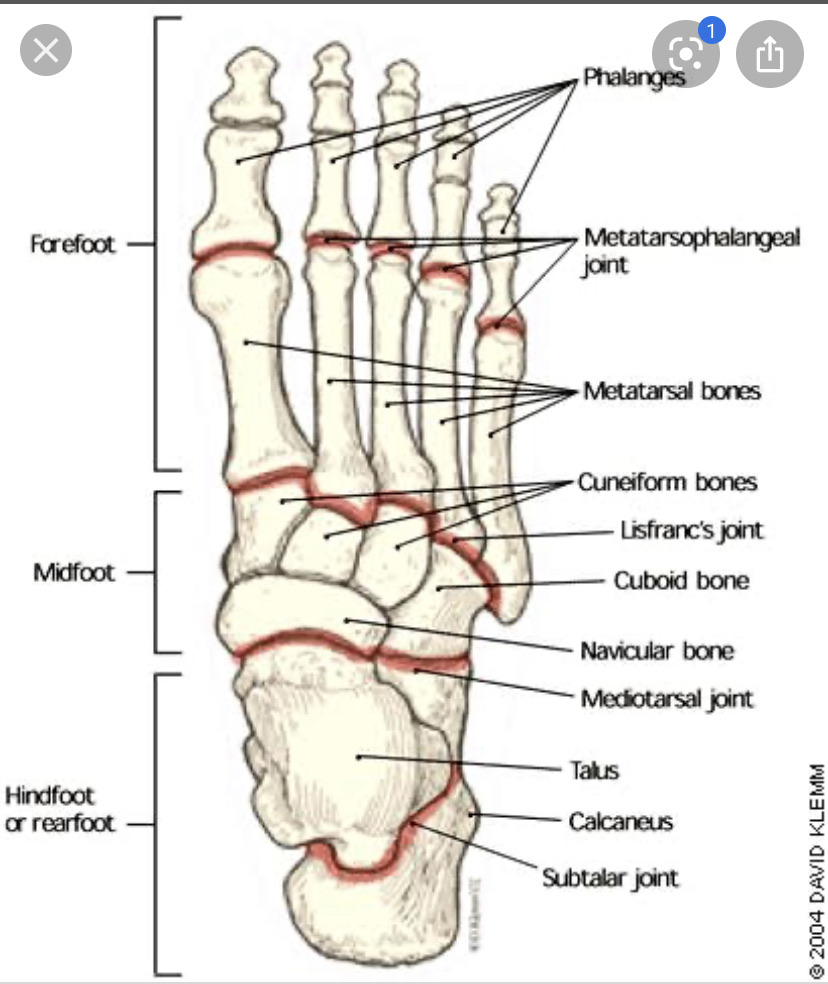 1
Phalanges
Forefoot
Metatarsophalangeal
joint
Metatarsal bones
Cuneiform bones
Lisfranc's joint
Midfoot
Cuboid bone
Navicular bone
Mediotarsal joint
Talus
Hindfoot
or rearfoot
Calcaneus
Subtalar joint
© 2004 DAVID KLEMM